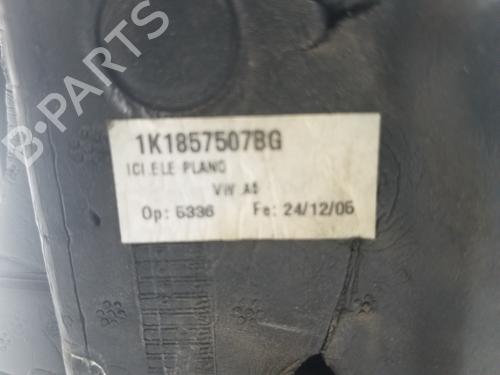 B-PARTS
1K1857507BG
ICI.ELE PLANO
VW A5
Op: 5336 Fe: 24/12/05